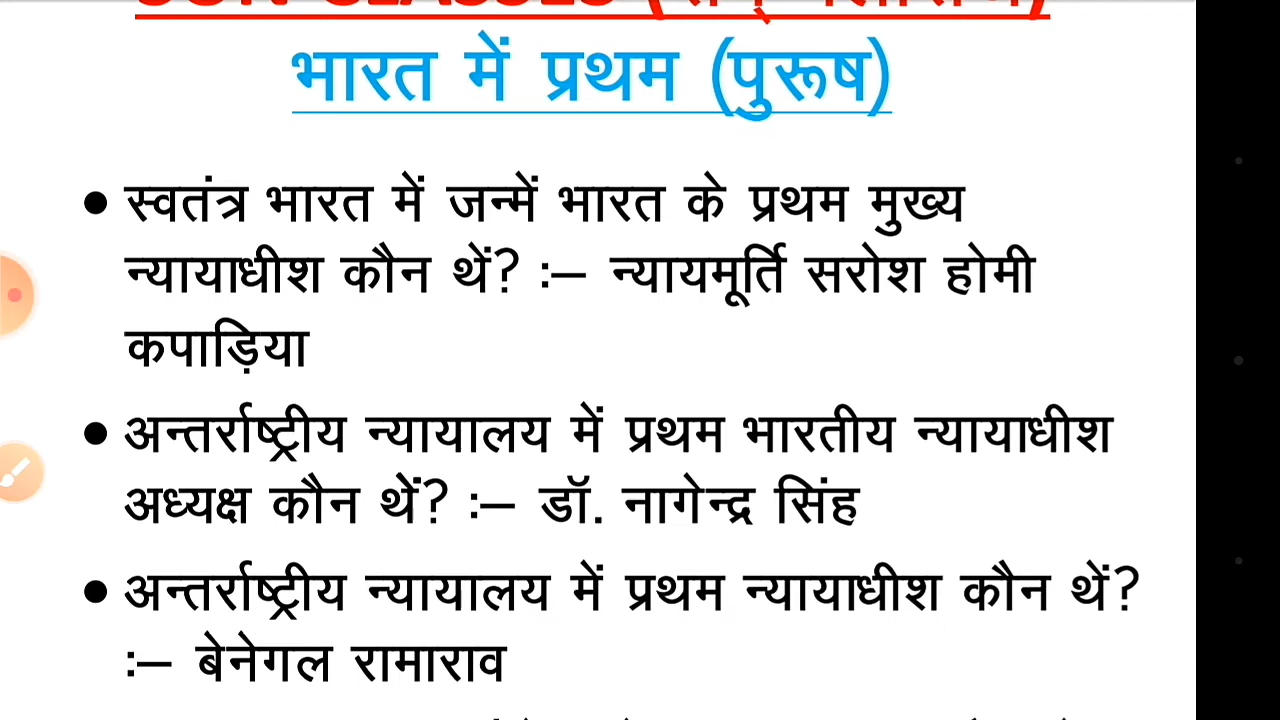 भारत में प्रथम (पुरूष)
• स्वतंत्र भारत में जन्में भारत के प्रथम मुख्य
न्यायाधीश कौन थें? :– न्यायमूर्ति सरोश होमी
कपाड़िया
• अन्तर्राष्ट्रीय न्यायालय में प्रथम भारतीय न्यायाधीश
अध्यक्ष कौन थें? :– डॉ. नागेन्द्र सिंह
• अन्तर्राष्ट्रीय न्यायालय में प्रथम न्यायाधीश कौन थें?
:– बेनेगल रामाराव